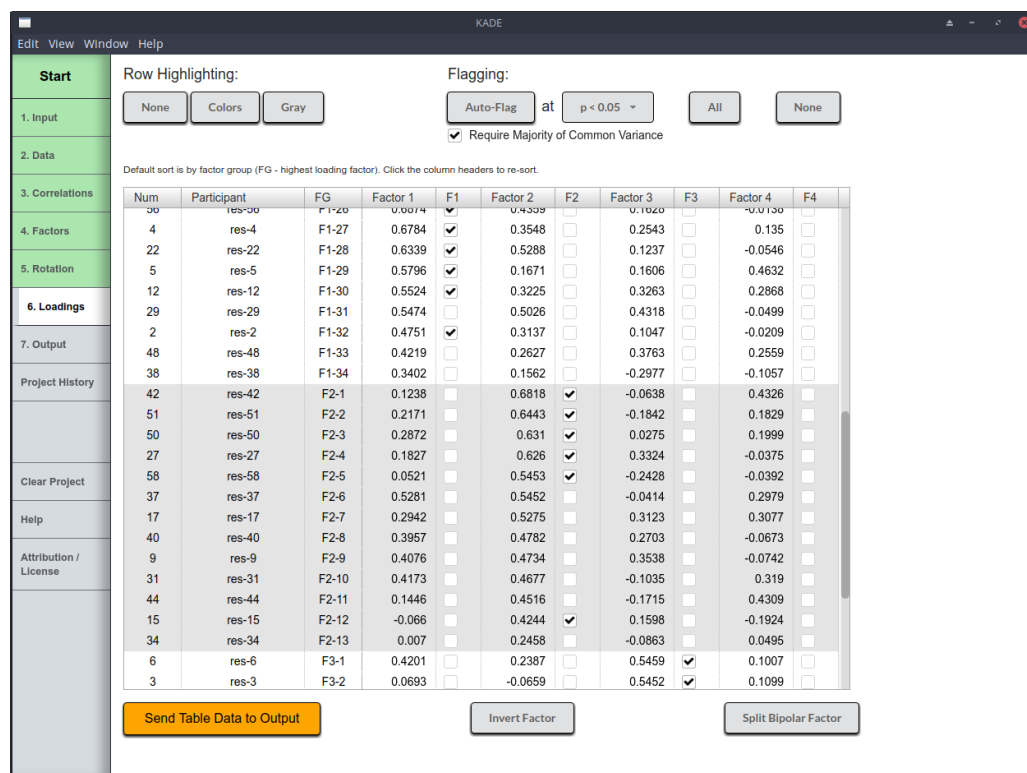 KADE
Edit View WIndow Help
Start
1. Input
2. Data
3. Correlations
4. Factors
5. Rotation
6. Loadings
7. Output
Project History
Clear Project
Help
Attribution /
License
Row Highlighting:
None Colors Gray
Flagging:
Auto-Flag at p < 0.05 All None
Require Majority of Common Variance
Default sort is by factor group (FG - highest loading factor). Click the column headers to re-sort.
Num Participant FG Factor 1 F1 Factor 2 F2 Factor 3 F3 Factor 4 F4
56 res-56 F1-26 0.6874 0.4359 0.1628 -0.0138
4 res-4 F1-27 0.6784 0.3548 0.2543 0.135
22 res-22 F1-28 0.6339 0.5288 0.1237 -0.0546
5 res-5 F1-29 0.5796 0.1671 0.1606 0.4632
12 res-12 F1-30 0.5524 0.3225 0.3263 0.2868
29 res-29 F1-31 0.5474 0.5026 0.4318 -0.0499
2 res-2 F1-32 0.4751 0.3137 0.1047 -0.0209
48 res-48 F1-33 0.4219 0.2627 0.3763 0.2559
38 res-38 F1-34 0.3402 0.1562 -0.2977 -0.1057
42 res-42 F2-1 0.1238 0.6818 -0.0638 0.4326
51 res-51 F2-2 0.2171 0.6443 -0.1842 0.1829
50 res-50 F2-3 0.2872 0.631 0.0275 0.1999
27 res-27 F2-4 0.1827 0.626 0.3324 -0.0375
58 res-58 F2-5 0.0521 0.5453 -0.2428 -0.0392
37 res-37 F2-6 0.5281 0.5452 -0.0414 0.2979
17 res-17 F2-7 0.2942 0.5275 0.3123 0.3077
40 res-40 F2-8 0.3957 0.4782 0.2703 -0.0673
9 res-9 F2-9 0.4076 0.4734 0.3538 -0.0742
31 res-31 F2-10 0.4173 0.4677 -0.1035 0.319
44 res-44 F2-11 0.1446 0.4516 -0.1715 0.4309
15 res-15 F2-12 -0.066 0.4244 0.1598 -0.1924
34 res-34 F2-13 0.007 0.2458 -0.0863 0.0495
6 res-6 F3-1 0.4201 0.2387 0.5459 0.1007
3 res-3 F3-2 0.0693 -0.0659 0.5452 0.1099
Send Table Data to Output Invert Factor Split Bipolar Factor